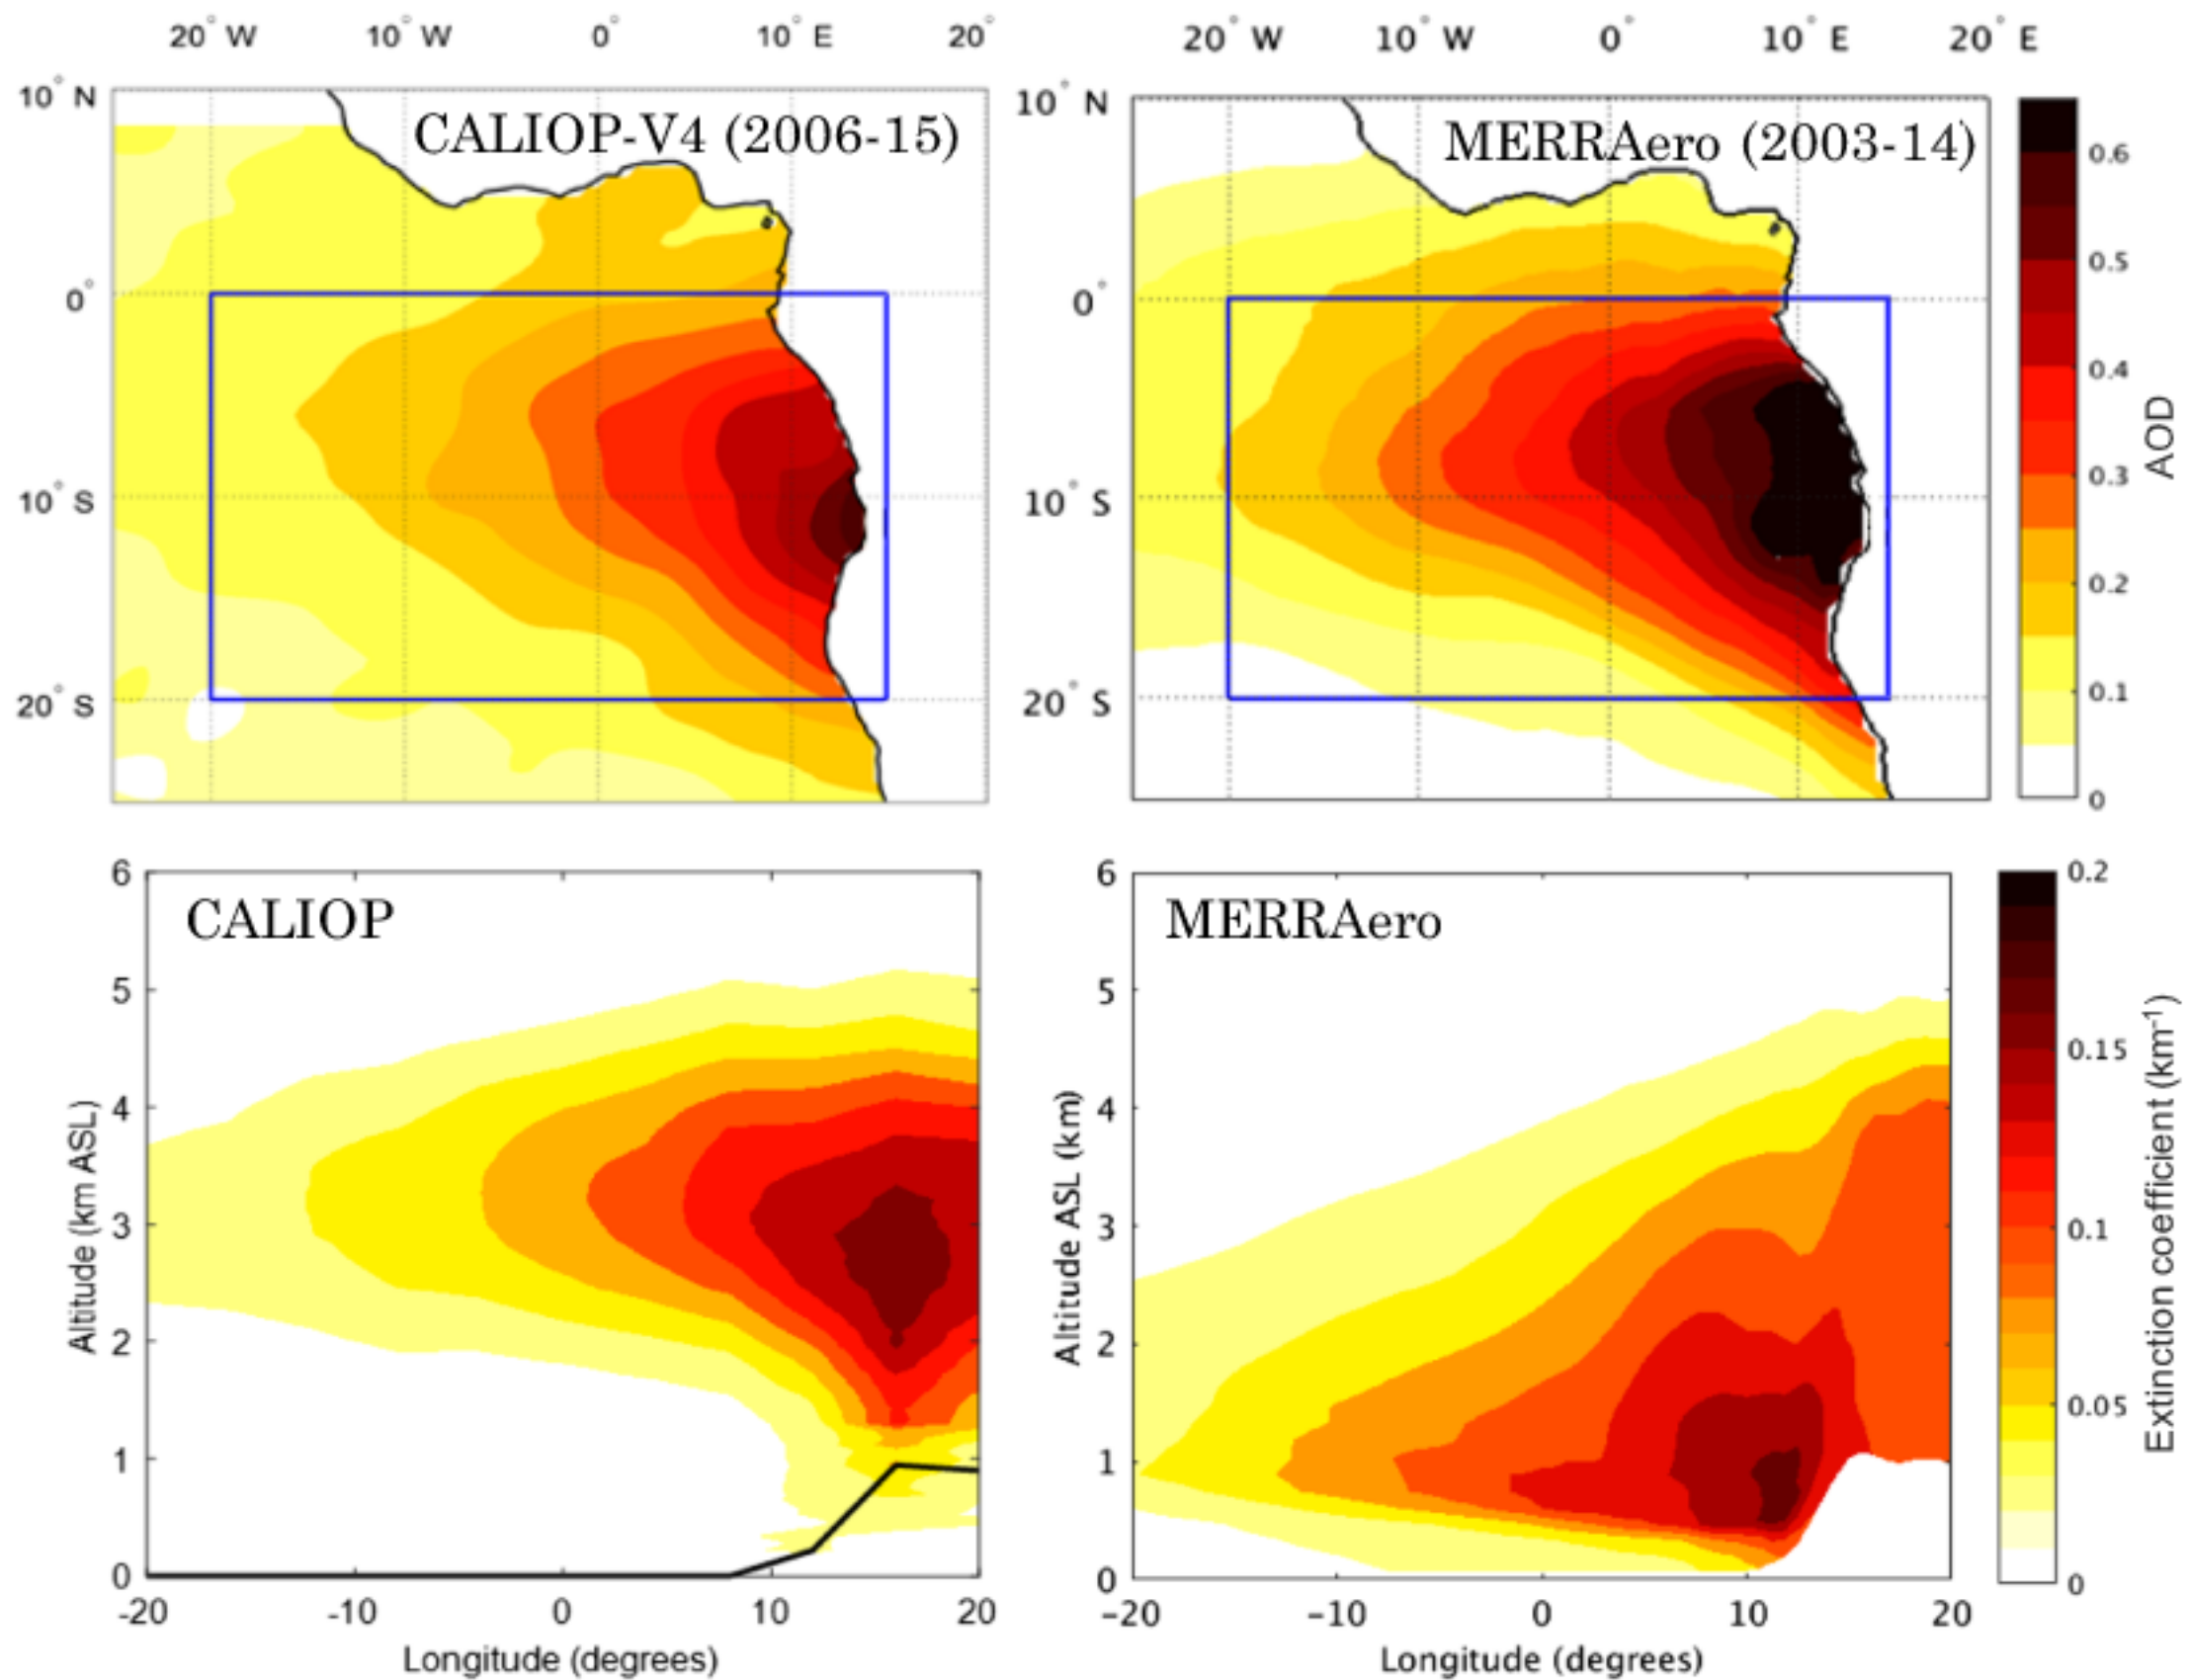 20° W 10° W 0° 10° E 20°
20° W 10° W 0° 10° E 20° E
10° N
CALIOP-V4 (2006-15)
0°
10° S
20° S
10° N
MERRAero (2003-14)
0°
10° S
20° S
0.6
0.5
0.4
0.3
0.2
0.1
0
AOD
CALIOP
6
5
4
3
2
1
0
Altitude (km ASL)
-20 -10 0 10 20
Longitude (degrees)
MERRAero
6
5
4
3
2
1
0
Altitude ASL (km)
-20 -10 0 10 20
Longitude (degrees)
0.2
0.15
0.1
0.05
0
Extinction coefficient (km⁻¹)